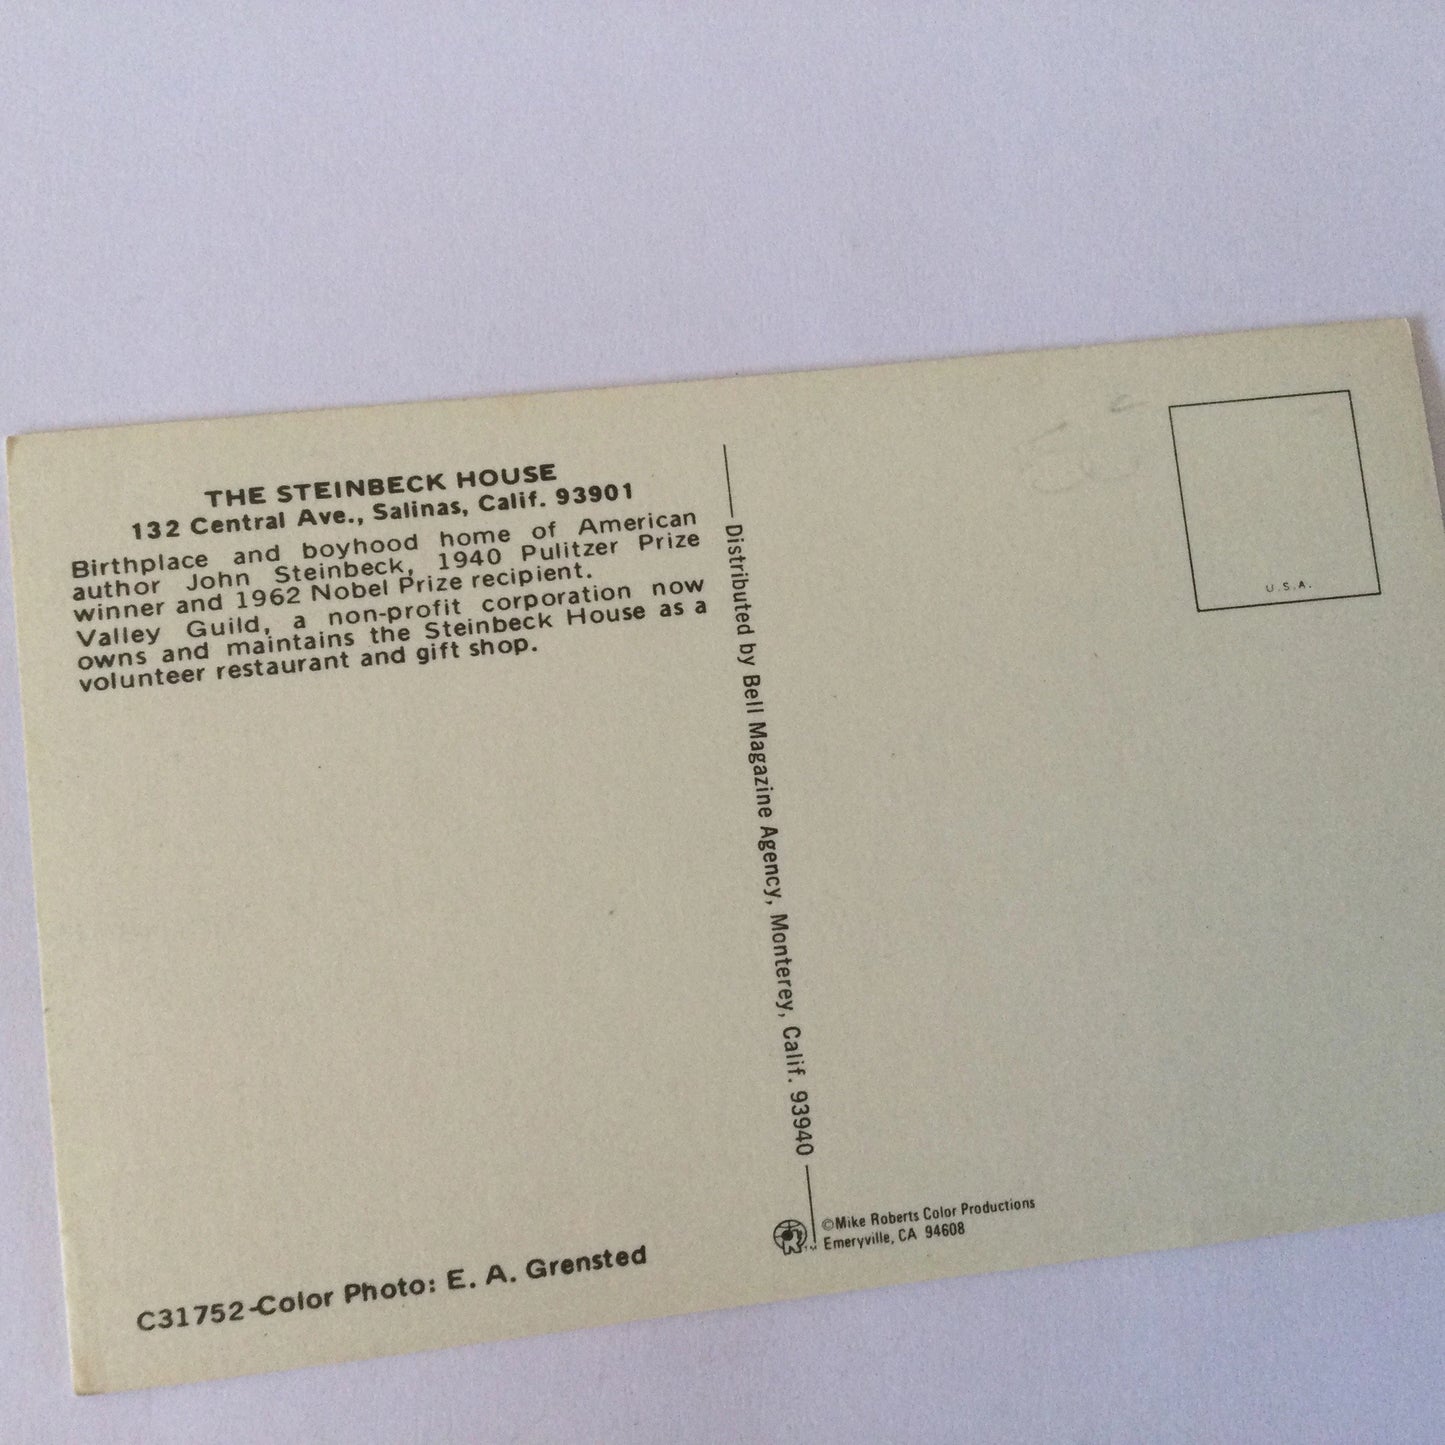 THE STEINBECK HOUSE
132 Central Ave., Salinas, Calif. 93901
Birthplace and boyhood home of American
author John Steinbeck, 1940 Pulitzer Prize
winner and 1962 Nobel Prize recipient.
Valley Guild, a non-profit corporation now
owns and maintains the Steinbeck House as a
volunteer restaurant and gift shop.
C31752-Color Photo: E. A. Grensted
Distributed by Bell Magazine Agency, Monterey, Calif. 93940
©Mike Roberts Color Productions
Emeryville, CA 94608
R TM
U.S.A.